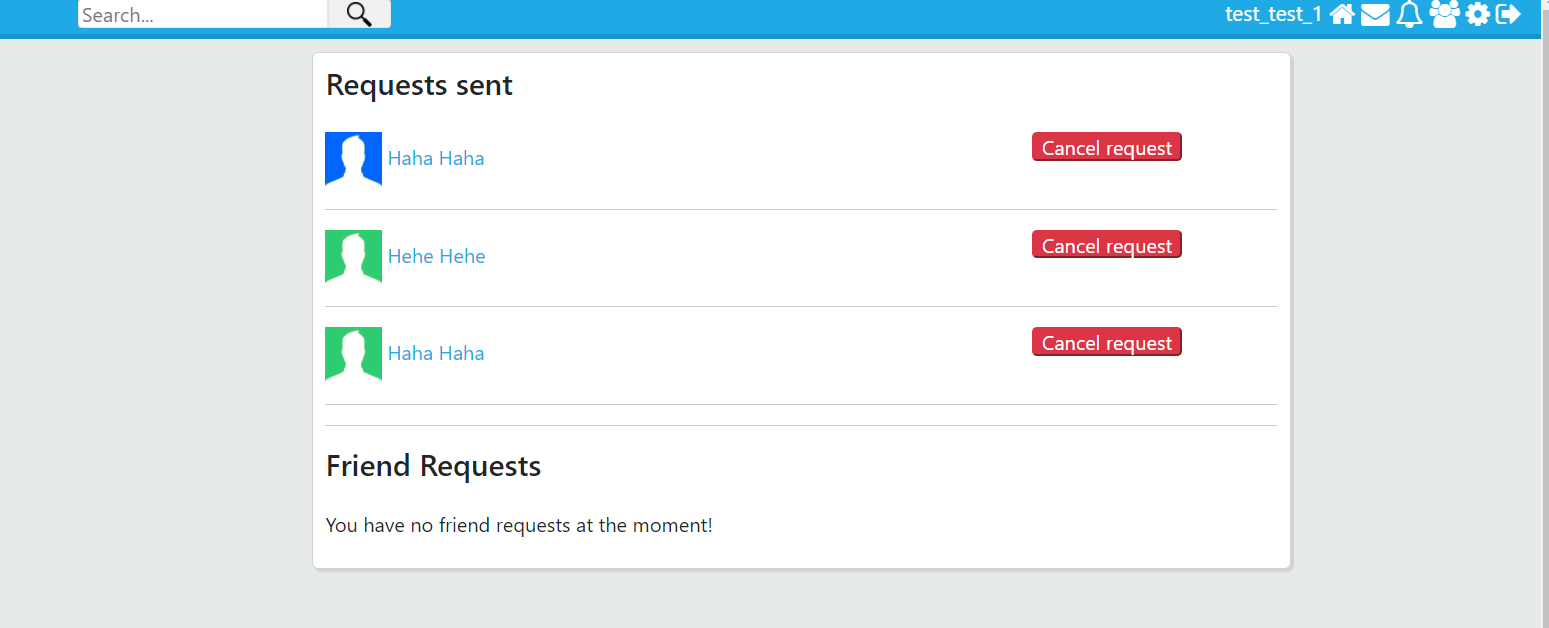 Search...
test_test_1
Requests sent
Haha Haha
Cancel request
Hehe Hehe
Cancel request
Haha Haha
Cancel request
Friend Requests
You have no friend requests at the moment!